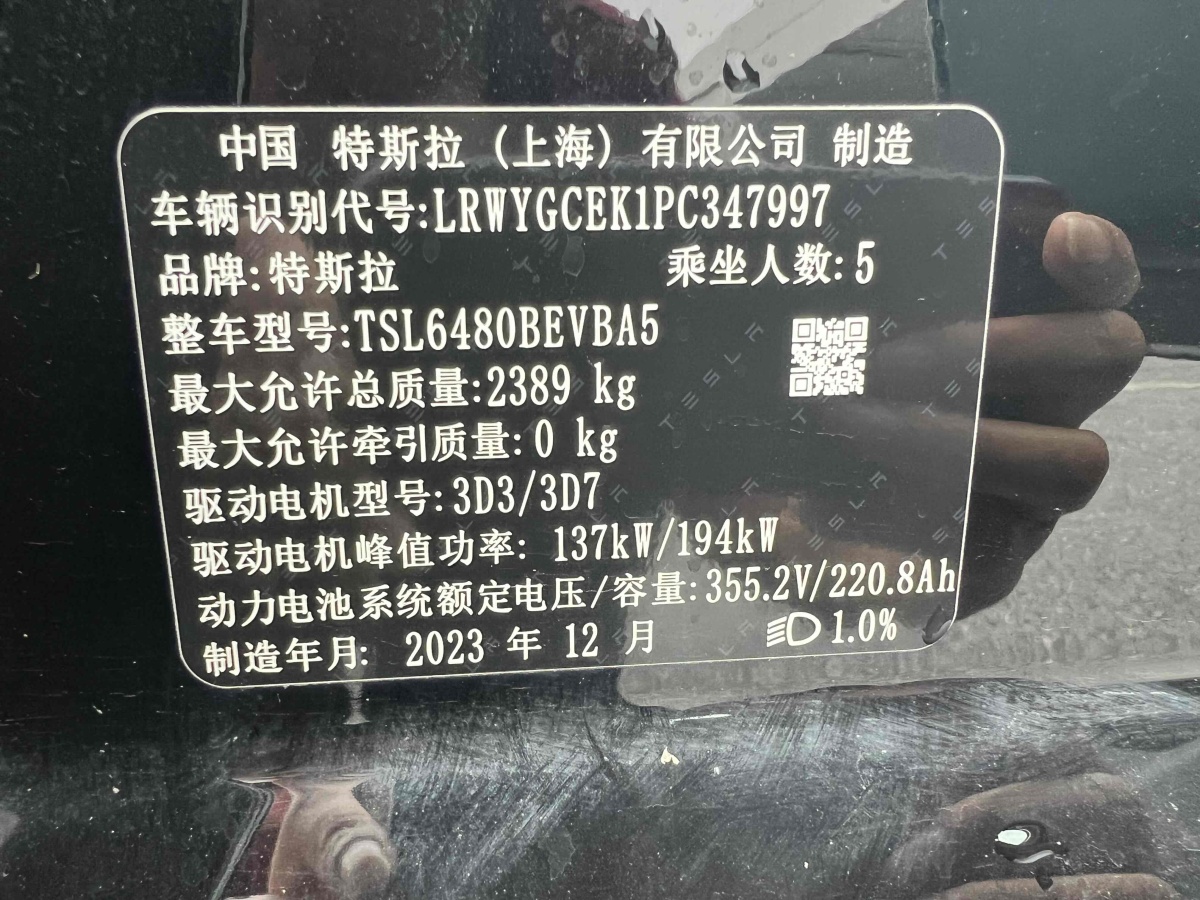 中国 特斯拉 (上海) 有限公司 制造
车辆识别代号:LRWYGCEK1PC347997
品牌:特斯拉 乘坐人数:5
整车型号:TSL6480BEVBA5
最大允许总质量:2389 kg
最大允许牵引质量:0 kg
驱动电机型号:3D3/3D7
驱动电机峰值功率: 137kW/194kW
动力电池系统额定电压/容量:355.2V/220.8Ah
制造年月: 2023 年 12 月 1.0%
TESLA